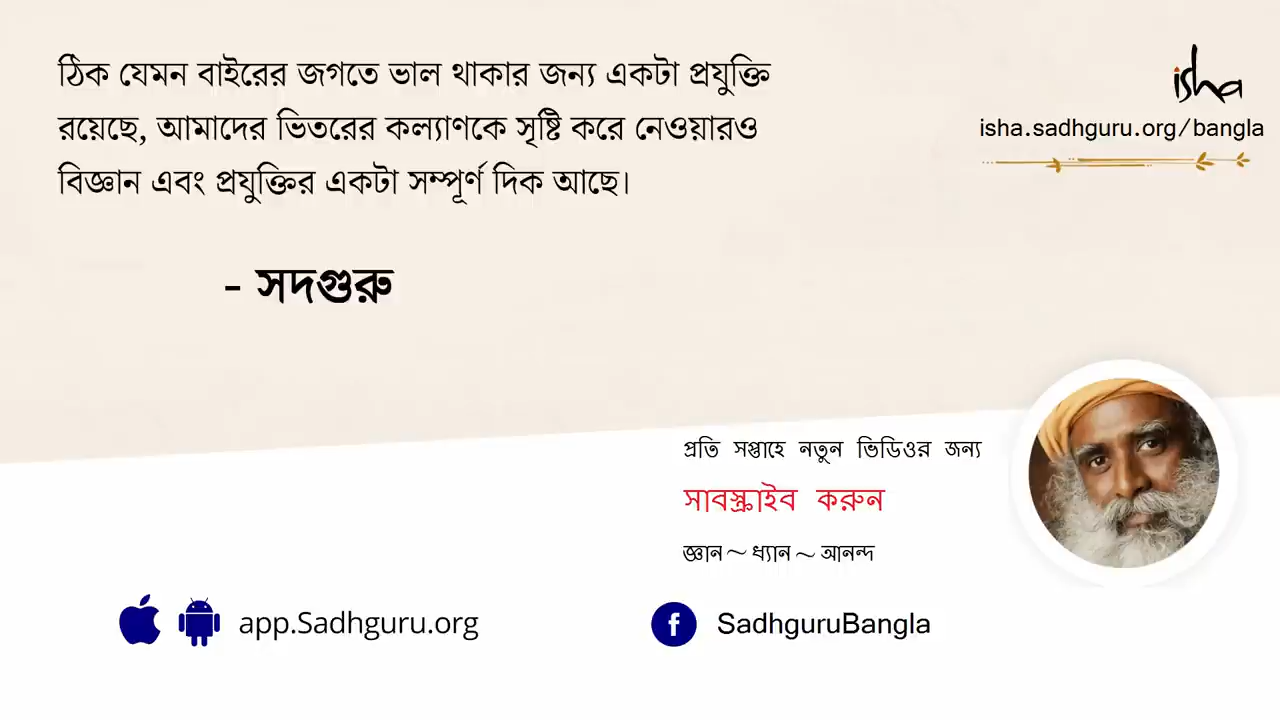 ঠিক যেমন বাইরের জগতে ভাল থাকার জন্য একটা প্রযুক্তি
রয়েছে, আমাদের ভিতরের কল্যাণকে সৃষ্টি করে নেওয়ারও
বিজ্ঞান এবং প্রযুক্তির একটা সম্পূর্ণ দিক আছে।
- সদগুরু
isha
isha.sadhguru.org/bangla
প্রতি সপ্তাহে নতুন ভিডিওর জন্য
সাবস্ক্রাইব করুন
জ্ঞান ~ ধ্যান ~ আনন্দ
app.Sadhguru.org
SadhguruBangla